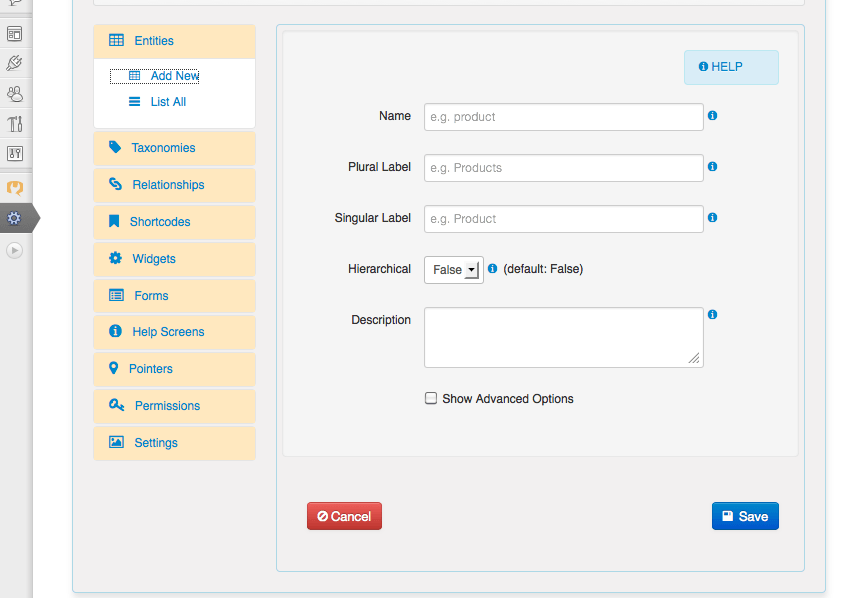 Entities
Add New
List All
Taxonomies
Relationships
Shortcodes
Widgets
Forms
Help Screens
Pointers
Permissions
Settings
HELP
Name e.g. product
Plural Label e.g. Products
Singular Label e.g. Product
Hierarchical False (default: False)
Description
Show Advanced Options
Cancel Save